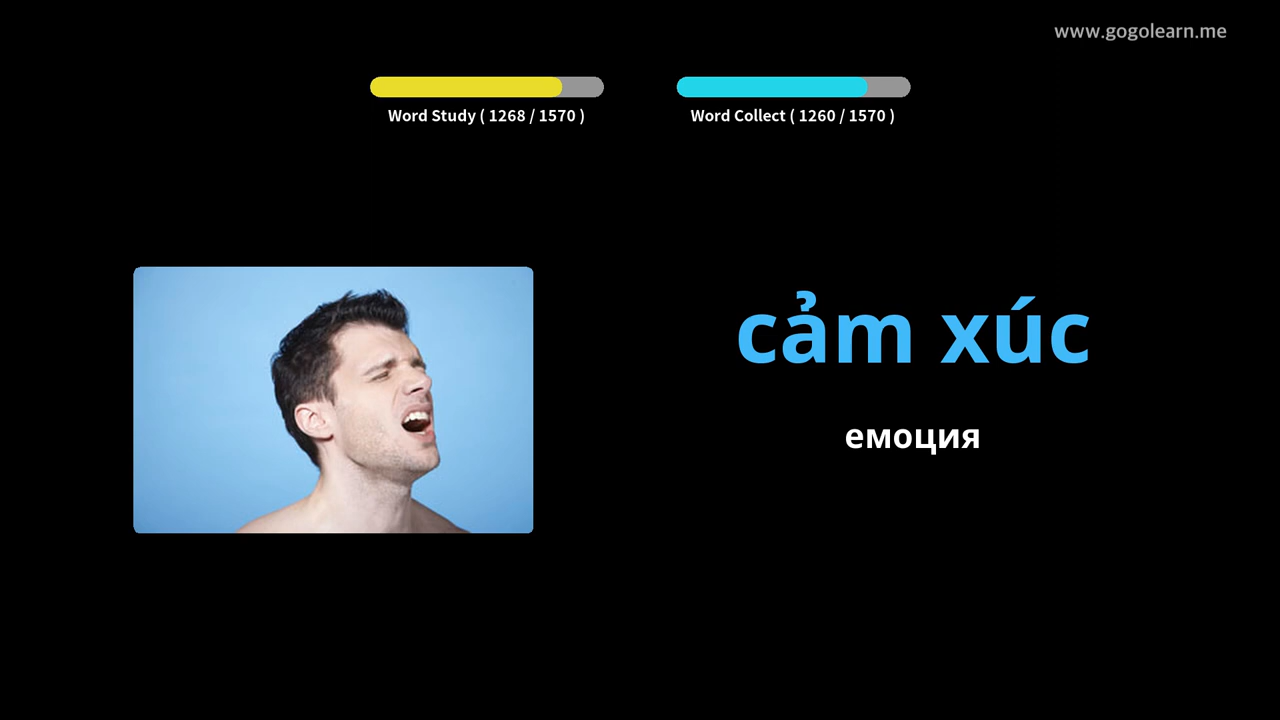 www.gogolearn.me
Word Study ( 1268 / 1570 )
Word Collect ( 1260 / 1570 )
cảm xúc
емоция